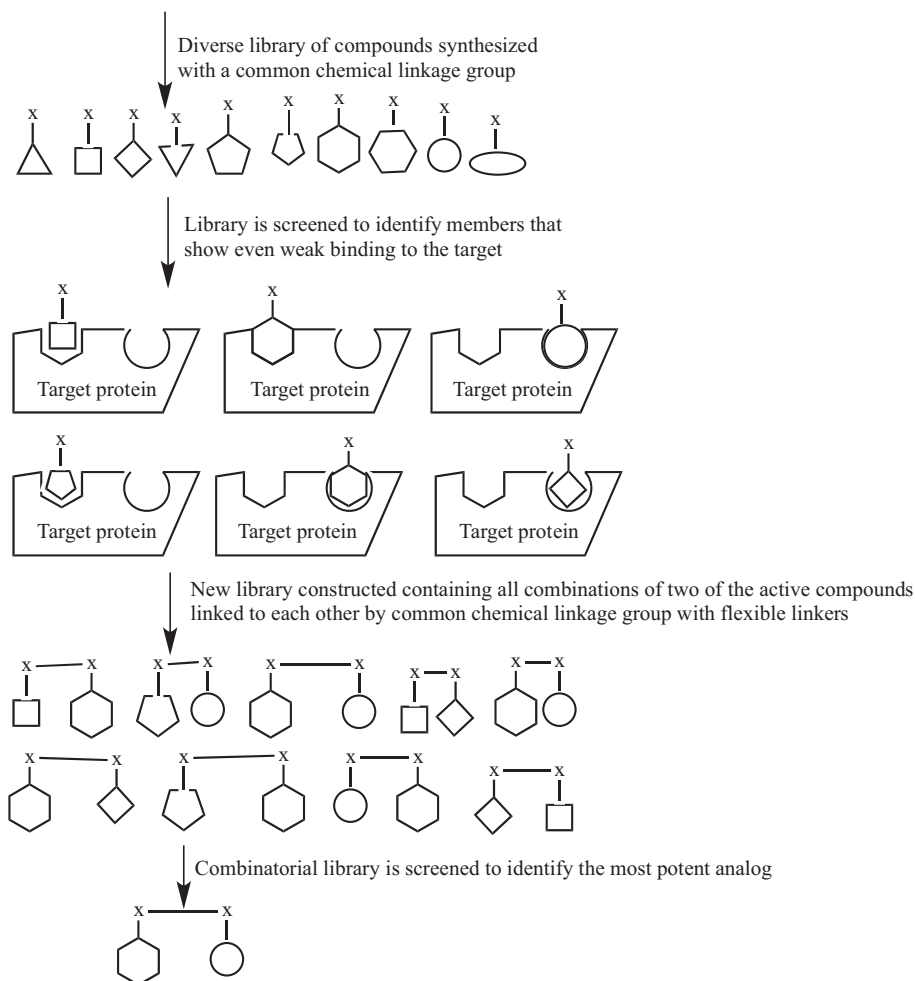 Diverse library of compounds synthesized
with a common chemical linkage group
x x x x x x x x x x
Library is screened to identify members that
show even weak binding to the target
x x x
Target protein Target protein Target protein
x x x
Target protein Target protein Target protein
New library constructed containing all combinations of two of the active compounds
linked to each other by common chemical linkage group with flexible linkers
x x x x x x x x x x
x x x x x x x x
Combinatorial library is screened to identify the most potent analog
x x